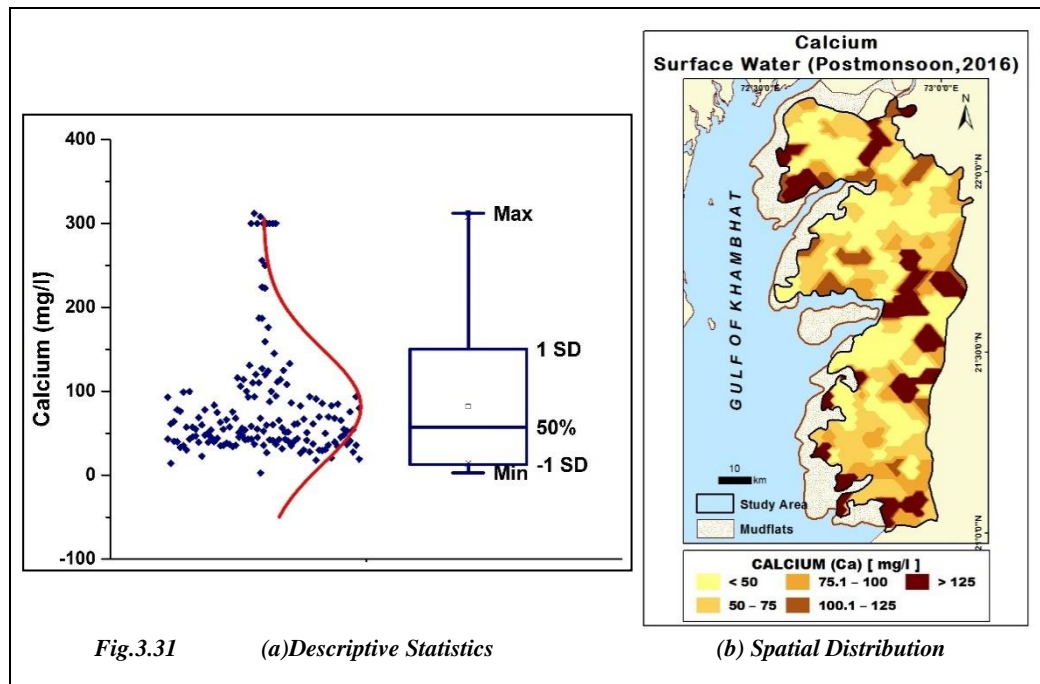 400
300
200
100
0
-100
Calcium (mg/l)
Max
1 SD
50%
-1 SD
Min
Calcium
Surface Water (Postmonsoon,2016)
72°30'0"E
73°0'0"E
N
22°0'0"N
21°30'0"N
21°0'0"N
GULF OF KHAMBHAT
10
km
Study Area
Mudflats
CALCIUM (Ca) [ mg/l ]
< 50
75.1 – 100
> 125
50 – 75
100.1 – 125
Fig.3.31 (a)Descriptive Statistics (b) Spatial Distribution